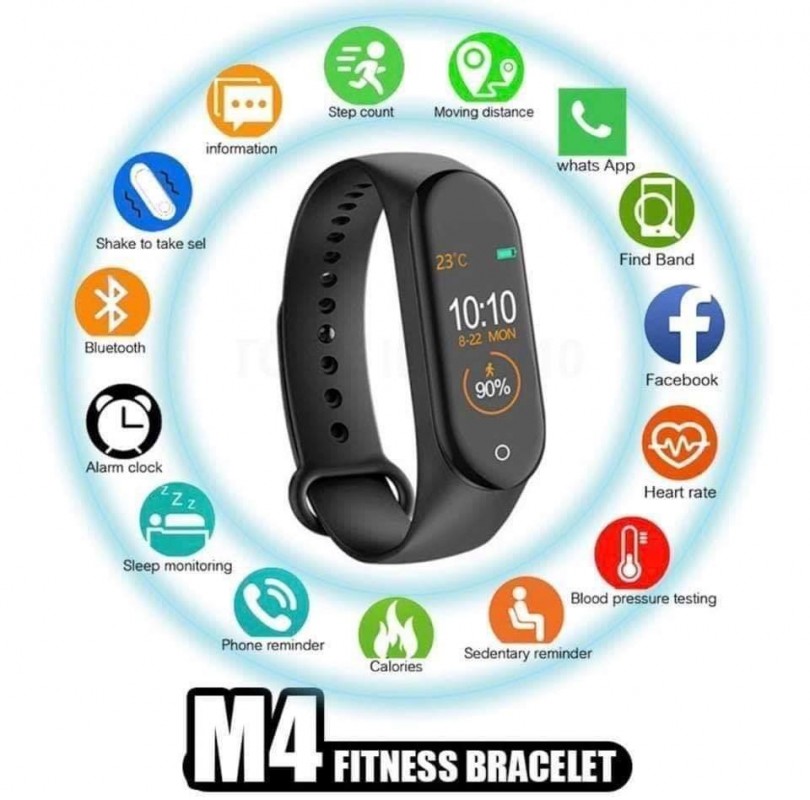 Step count
Moving distance
information
whats App
Shake to take sel
Find Band
23°C
Bluetooth
10:10
8-22 MON
90%
Facebook
Alarm clock
Heart rate
z Z z
Sleep monitoring
Blood pressure testing
Phone reminder
Sedentary reminder
Calories
M4 FITNESS BRACELET